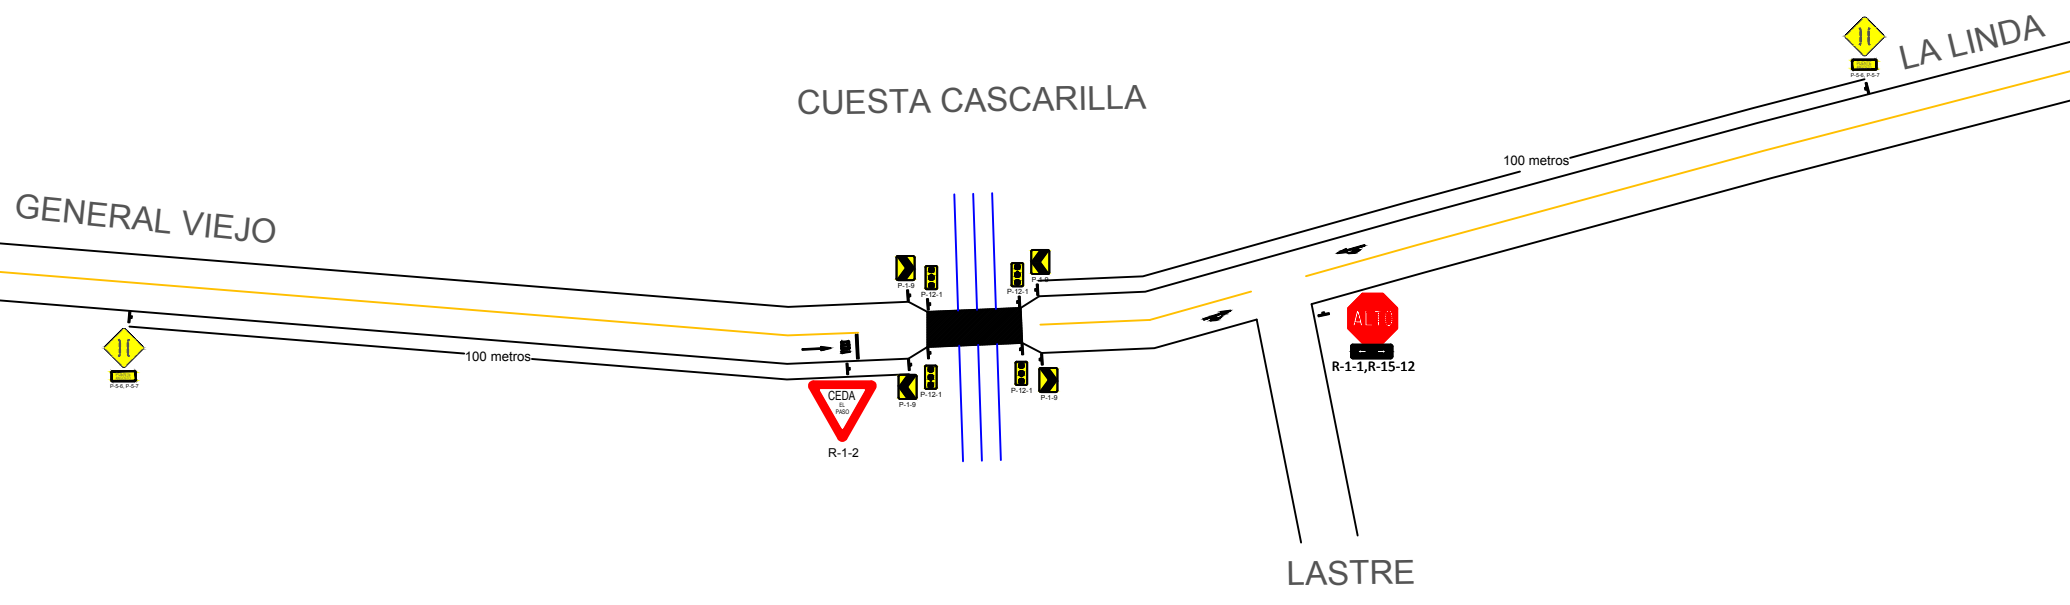 LA LINDA
P-5-6, P-5-7
CUESTA CASCARILLA
100 metros
GENERAL VIEJO
P-1-9
P-12-1
P-12-1
P-1-9
ALTO
R-1-1,R-15-12
100 metros
P-5-6, P-5-7
CEDA
EL
PASO
R-1-2
P-1-9
P-12-1
P-12-1
P-1-9
LASTRE